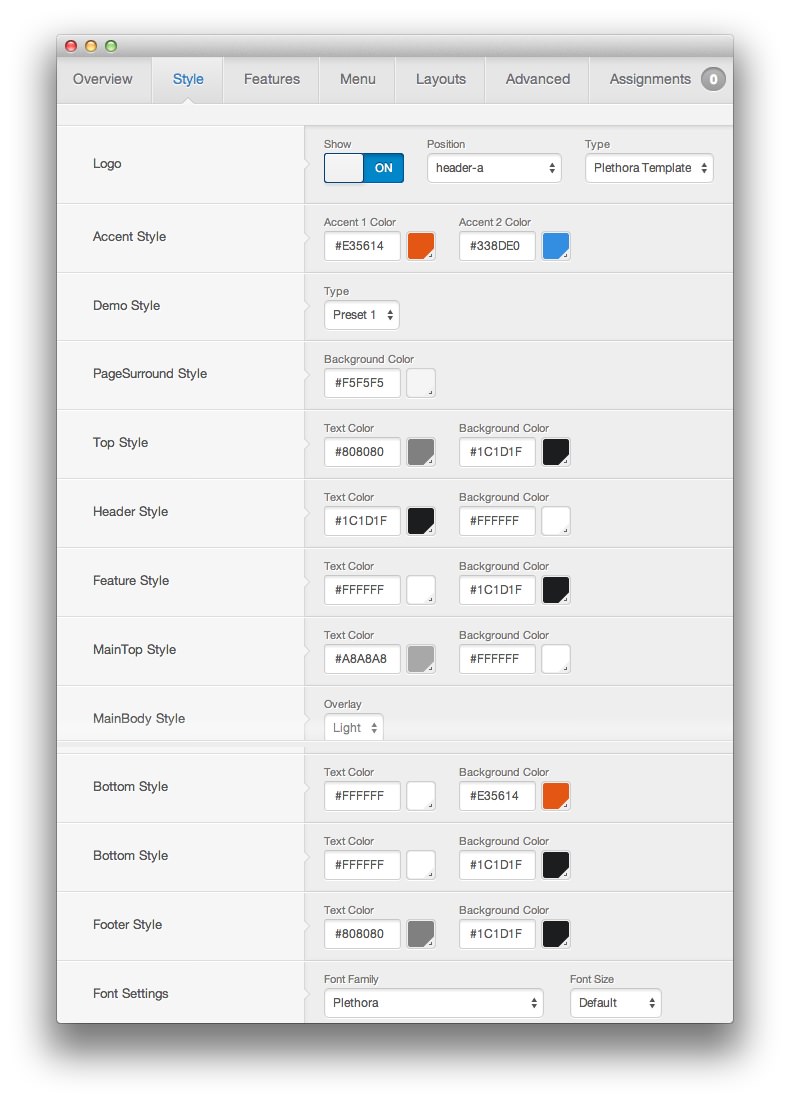 Overview Style Features Menu Layouts Advanced Assignments 0
Logo
Show Position Type
ON header-a Plethora Template
Accent Style
Accent 1 Color Accent 2 Color
#E35614 #338DE0
Demo Style
Type
Preset 1
PageSurround Style
Background Color
#F5F5F5
Top Style
Text Color Background Color
#808080 #1C1D1F
Header Style
Text Color Background Color
#1C1D1F #FFFFFF
Feature Style
Text Color Background Color
#FFFFFF #1C1D1F
MainTop Style
Text Color Background Color
#A8A8A8 #FFFFFF
MainBody Style
Overlay
Light
Bottom Style
Text Color Background Color
#FFFFFF #E35614
Bottom Style
Text Color Background Color
#FFFFFF #1C1D1F
Footer Style
Text Color Background Color
#808080 #1C1D1F
Font Settings
Font Family Font Size
Plethora Default